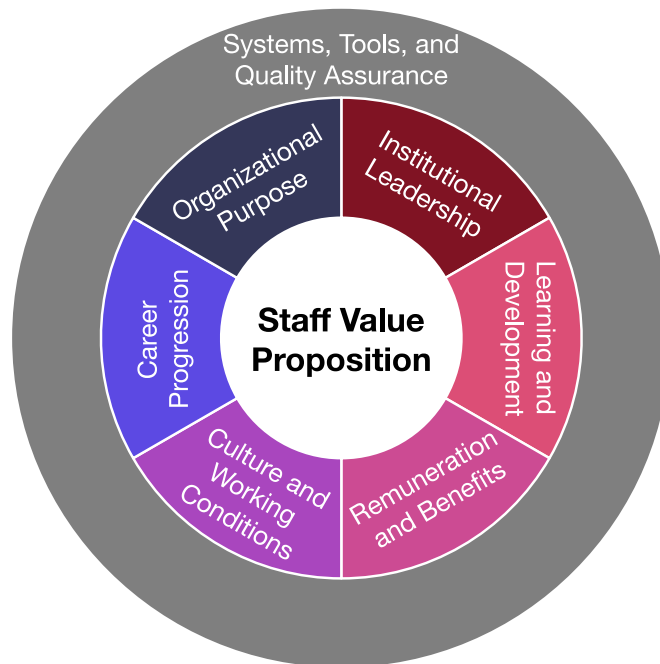 Systems, Tools, and
Quality Assurance
Organizational
Purpose
Institutional
Leadership
Learning and
Development
Remuneration
and Benefits
Culture and
Working
Conditions
Career
Progression
Staff Value
Proposition